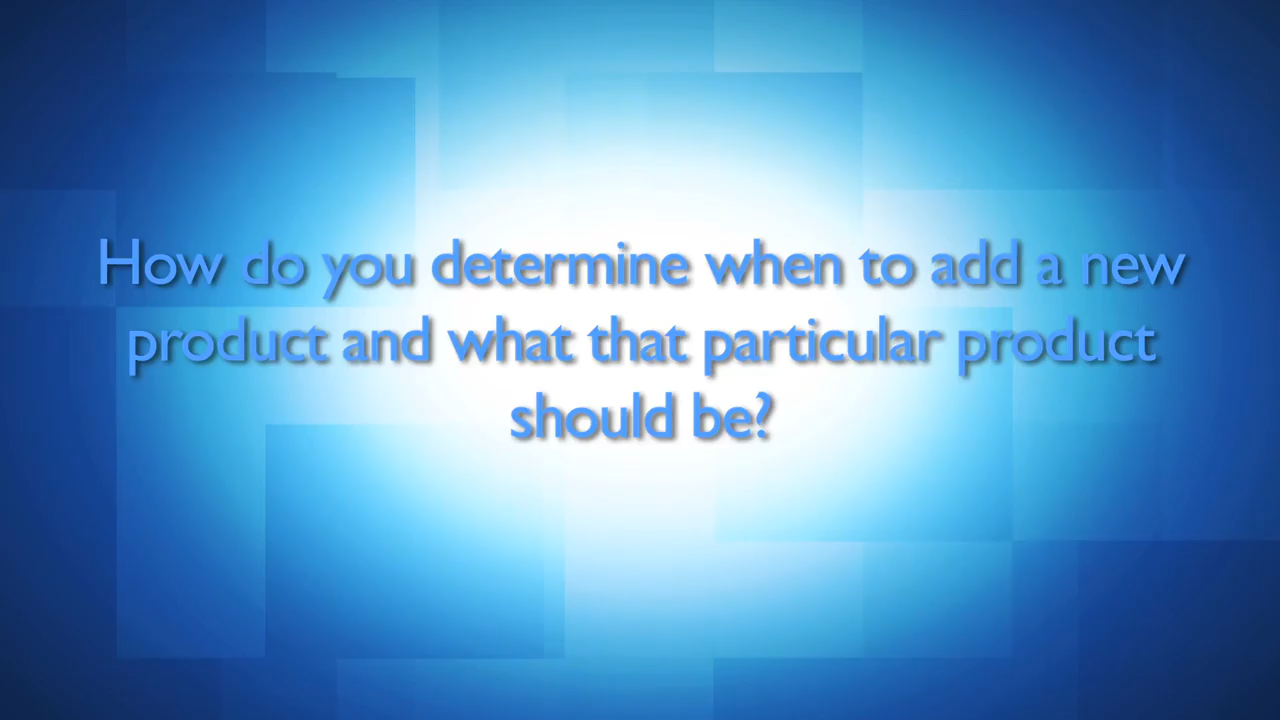 How do you determine when to add a new
product and what that particular product
should be?